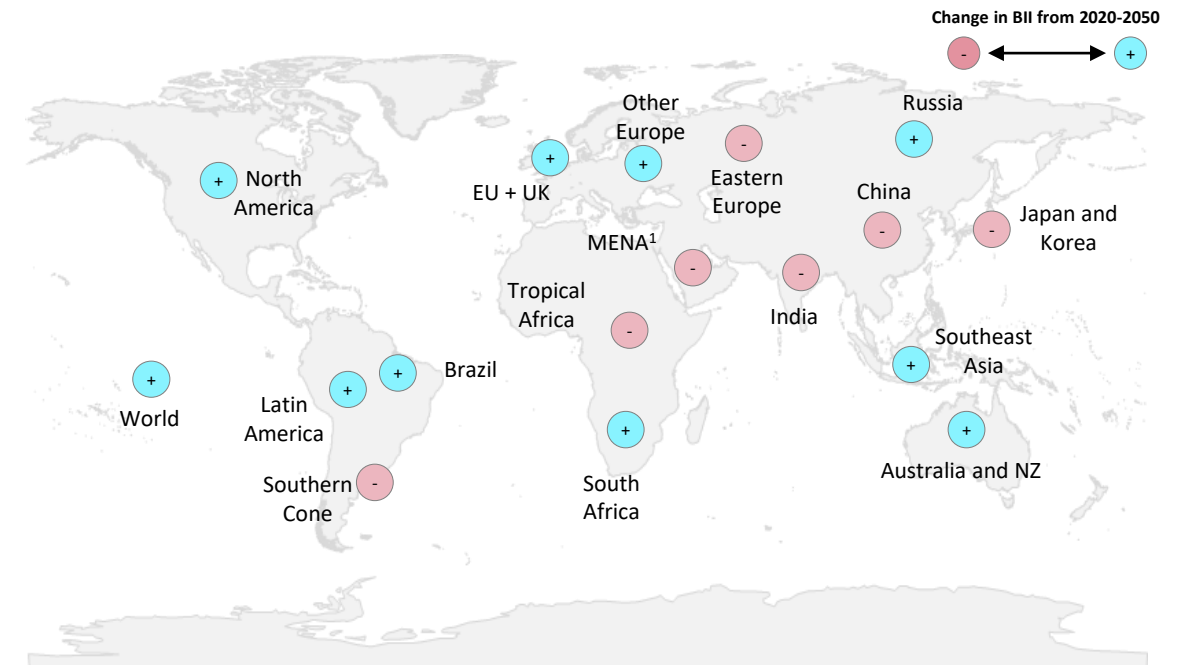 Change in BII from 2020-2050
- +
Other
Europe
Russia
+
-
+
+
EU + UK
Eastern
Europe
China
+
North
America
-
-
Japan and
Korea
MENA¹
-
-
India
Tropical
Africa
-
Southeast
Asia
+
+
World
+
Brazil
+
Latin
America
+
+
Australia and NZ
Southern
Cone
-
South
Africa